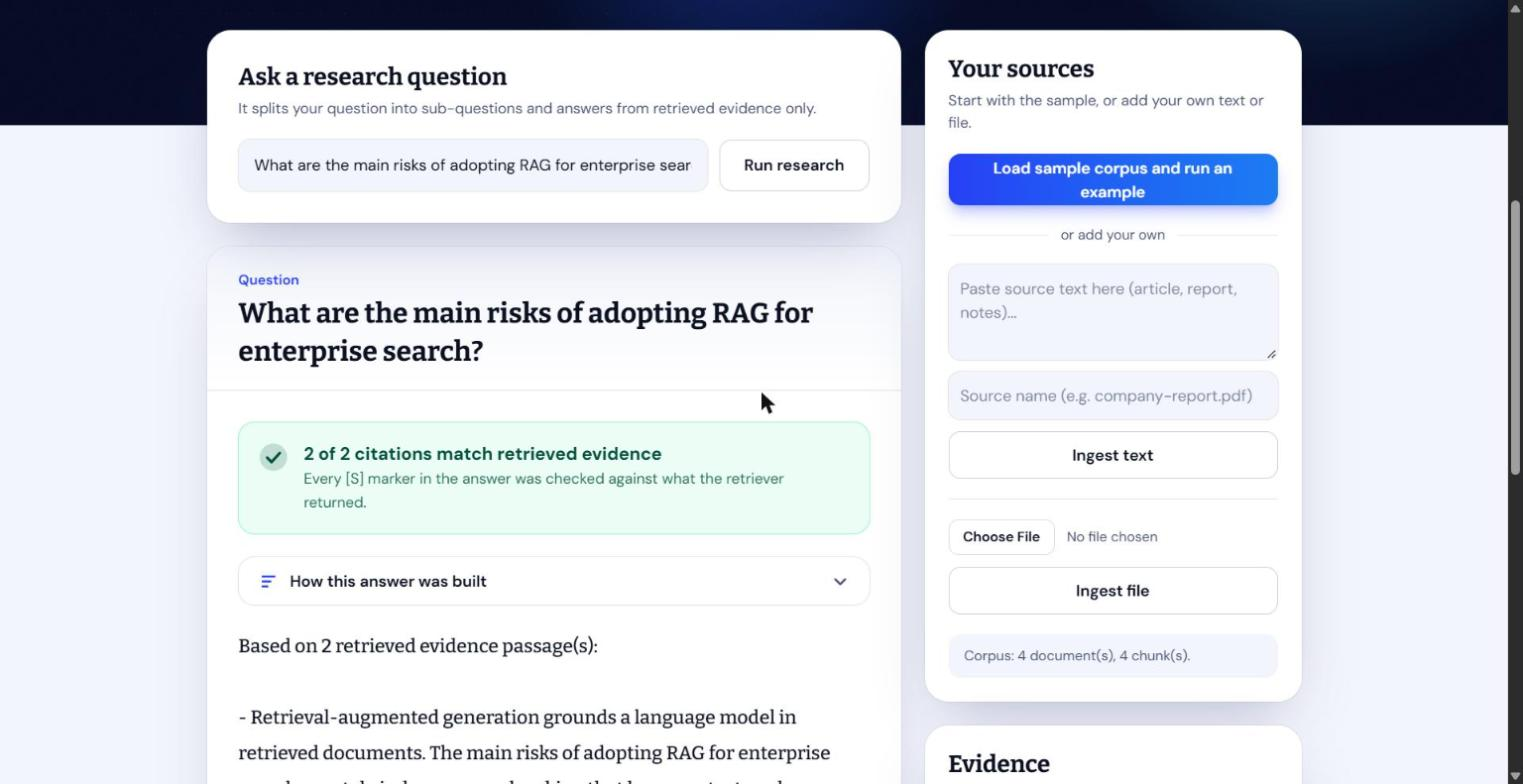 Ask a research question
It splits your question into sub-questions and answers from retrieved evidence only.
What are the main risks of adopting RAG for enterprise sear
Run research
Question
What are the main risks of adopting RAG for
enterprise search?
2 of 2 citations match retrieved evidence
Every [S] marker in the answer was checked against what the retriever
returned.
How this answer was built
Based on 2 retrieved evidence passage(s):
- Retrieval-augmented generation grounds a language model in
retrieved documents. The main risks of adopting RAG for enterprise
Your sources
Start with the sample, or add your own text or
file.
Load sample corpus and run an
example
or add your own
Paste source text here (article, report,
notes)...
Source name (e.g. company-report.pdf)
Ingest text
Choose File No file chosen
Ingest file
Corpus: 4 document(s), 4 chunk(s).
Evidence